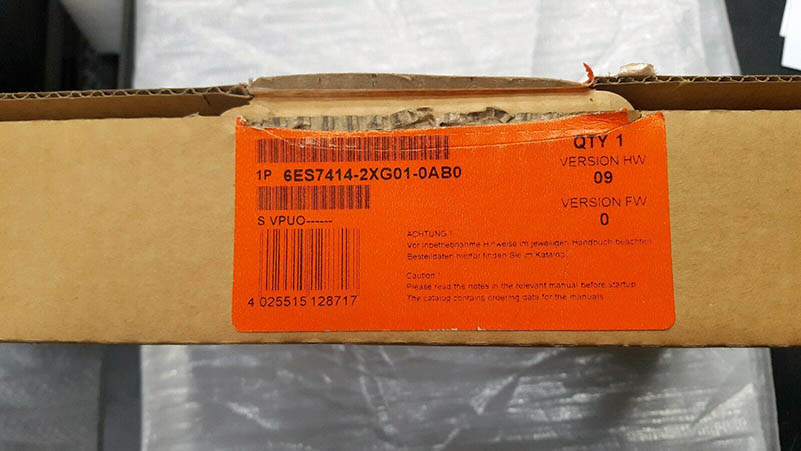 QTY 1
VERSION HW
09
1P 6ES7414-2XG01-0AB0
VERSION FW
0
S VPUO------
ACHTUNG !
Vor Inbetriebnahme Hinweise im jeweiligen Handbuch beachten
Bestelldaten hierfür finden Sie im Katalog.
Caution !
Please read the notes in the relevant manual before startup
The catalog contains ordering data for the manuals
4 025515 128717